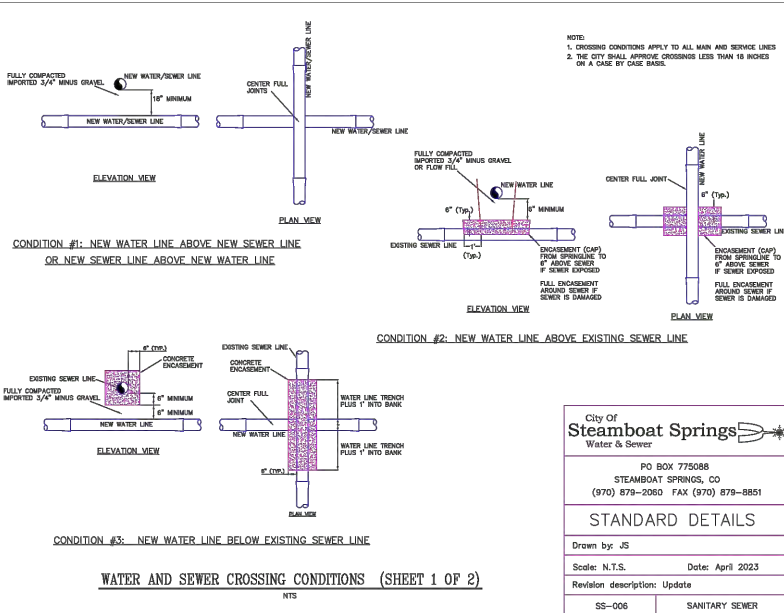 NOTE:
1. CROSSING CONDITIONS APPLY TO ALL MAIN AND SERVICE LINES
2. THE CITY SHALL APPROVE CROSSINGS LESS THAN 18 INCHES
ON A CASE BY CASE BASIS.
FULLY COMPACTED
IMPORTED 3/4" MINUS GRAVEL
NEW WATER/SEWER LINE
18" MINIMUM
NEW WATER/SEWER LINE
ELEVATION VIEW
CENTER FULL
JOINTS
NEW WATER/SEWER LINE
NEW WATER/SEWER LINE
PLAN VIEW
CONDITION #1: NEW WATER LINE ABOVE NEW SEWER LINE
OR NEW SEWER LINE ABOVE NEW WATER LINE
FULLY COMPACTED
IMPORTED 3/4" MINUS GRAVEL
OR FLOW FILL
NEW WATER LINE
6" (Typ.)
6" MINIMUM
EXISTING SEWER LINE
1'
(Typ.)
ENCASEMENT (CAP)
FROM SPRINGLINE TO
6" ABOVE SEWER
IF SEWER EXPOSED
FULL ENCASEMENT
AROUND SEWER IF
SEWER IS DAMAGED
ELEVATION VIEW
CENTER FULL JOINT
NEW WATER LINE
6" (Typ.)
EXISTING SEWER LINE
ENCASEMENT (CAP)
FROM SPRINGLINE TO
6" ABOVE SEWER
IF SEWER EXPOSED
FULL ENCASEMENT
AROUND SEWER IF
SEWER IS DAMAGED
PLAN VIEW
CONDITION #2: NEW WATER LINE ABOVE EXISTING SEWER LINE
6" (TYP.)
CONCRETE
ENCASEMENT
EXISTING SEWER LINE
FULLY COMPACTED
IMPORTED 3/4" MINUS GRAVEL
6" MINIMUM
6" MINIMUM
NEW WATER LINE
ELEVATION VIEW
EXISTING SEWER LINE
CONCRETE
ENCASEMENT
CENTER FULL
JOINT
NEW WATER LINE
WATER LINE TRENCH
PLUS 1' INTO BANK
WATER LINE TRENCH
PLUS 1' INTO BANK
6" (TYP.)
PLAN VIEW
CONDITION #3: NEW WATER LINE BELOW EXISTING SEWER LINE
WATER AND SEWER CROSSING CONDITIONS (SHEET 1 OF 2)
NTS
City Of
Steamboat Springs
Water & Sewer
PO BOX 775088
STEAMBOAT SPRINGS, CO
(970) 879-2060 FAX (970) 879-8851
STANDARD DETAILS
Drawn by: JS
Scale: N.T.S. Date: April 2023
Revision description: Update
SS-006 SANITARY SEWER